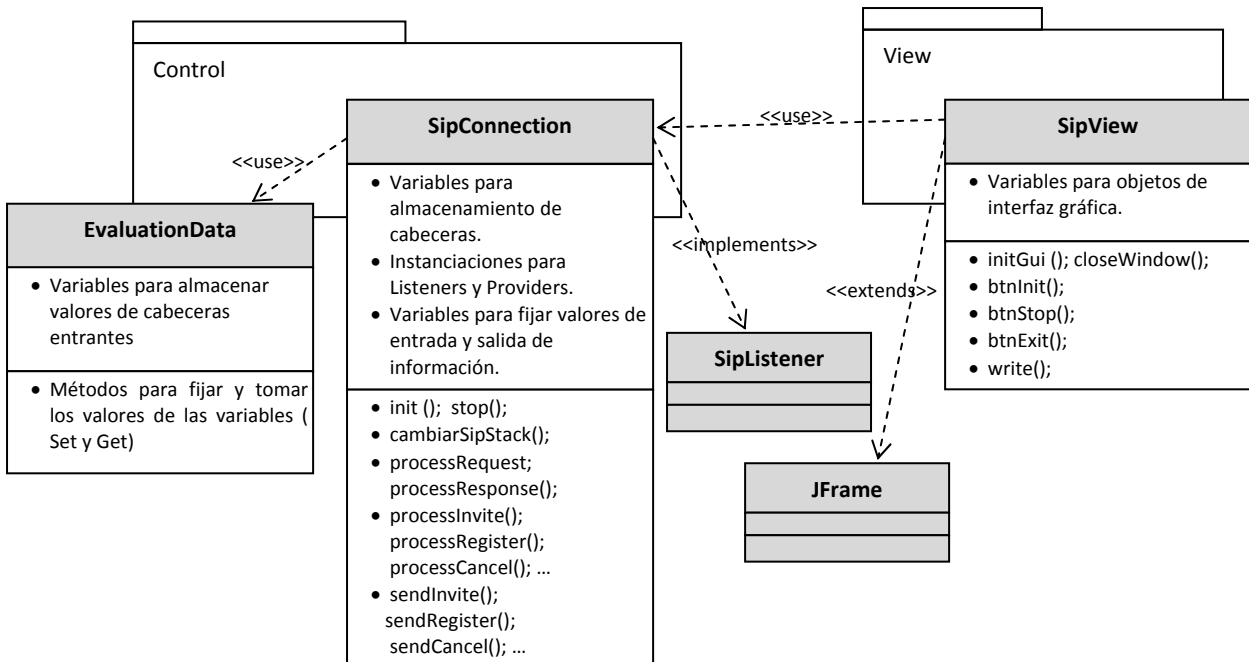 Control
View
SipConnection
<<use>>
SipView
<<use>>
• Variables para
almacenamiento de
cabeceras.
• Instanciaciones para
Listeners y Providers.
• Variables para fijar valores de
entrada y salida de
información.
• Variables para objetos de
interfaz gráfica.
EvaluationData
<<implements>>
• initGui (); closeWindow();
• btnInit();
• btnStop();
• btnExit();
• write();
<<extends>>
• Variables para almacenar
valores de cabeceras
entrantes
SipListener
• Métodos para fijar y tomar
los valores de las variables (
Set y Get)
• init (); stop();
• cambiarSipStack();
• processRequest;
processResponse();
• processInvite();
processRegister();
processCancel(); ...
• sendInvite();
sendRegister();
sendCancel(); ...
JFrame